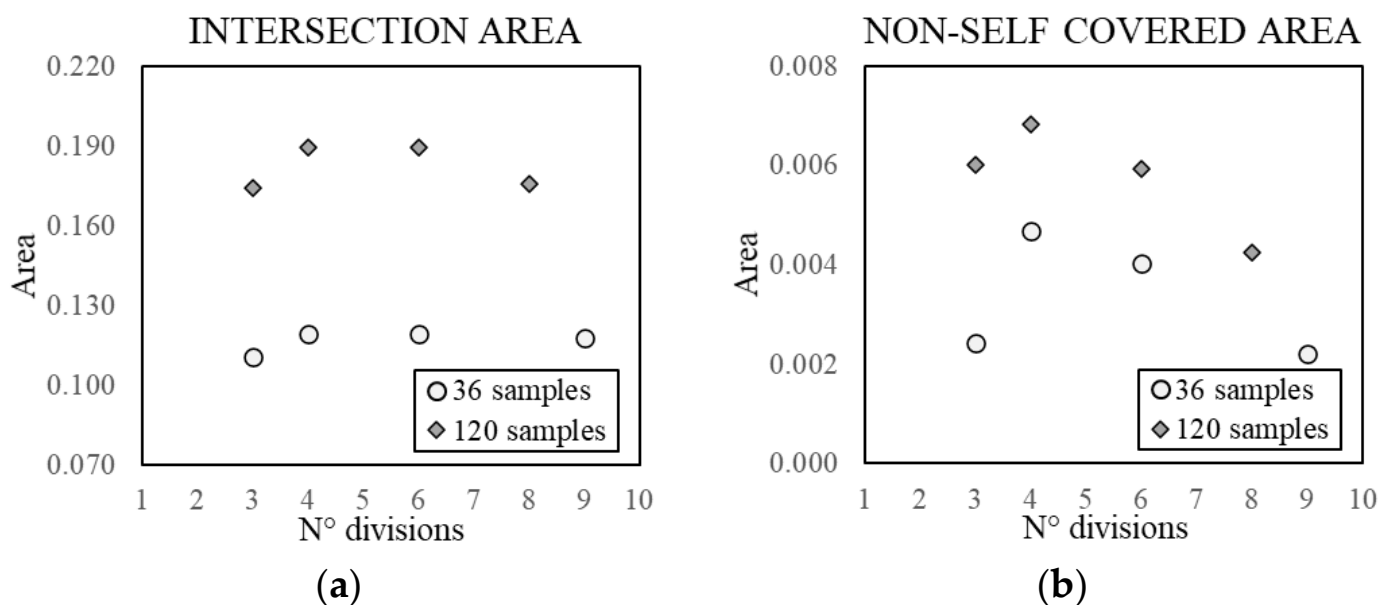 INTERSECTION AREA
0.220
0.190
0.160
0.130
0.100
0.070
Area
36 samples
120 samples
1 2 3 4 5 6 7 8 9 10
N° divisions
(a)
NON-SELF COVERED AREA
0.008
0.006
0.004
0.002
0.000
Area
36 samples
120 samples
1 2 3 4 5 6 7 8 9 10
N° divisions
(b)